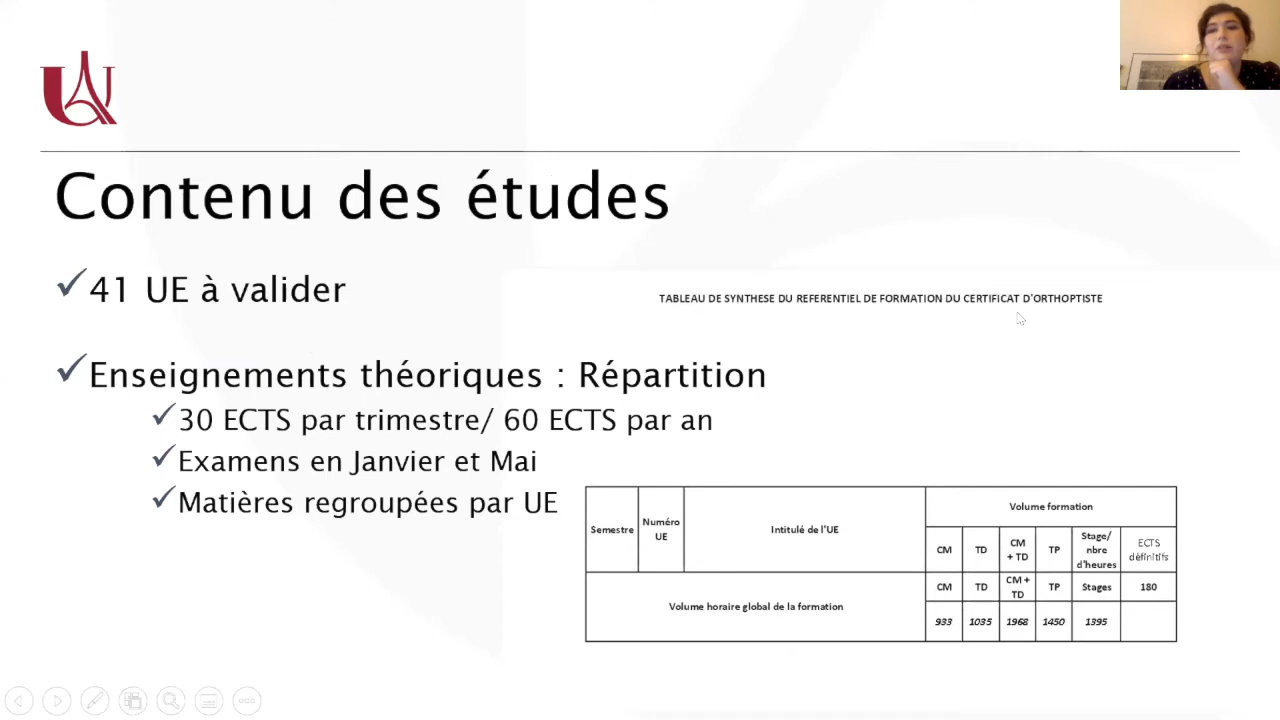 Contenu des études
41 UE à valider
TABLEAU DE SYNTHESE DU REFERENTIEL DE FORMATION DU CERTIFICAT D'ORTHOPTISTE
Enseignements théoriques : Répartition
30 ECTS par trimestre/ 60 ECTS par an
Examens en Janvier et Mai
Matières regroupées par UE
Semestre
Numéro
UE
Intitulé de l'UE
Volume formation
CM
TD
CM
+ TD
TP
Stage/
nbre
d'heures
ECTS
définitifs
Volume horaire global de la formation
CM
TD
CM +
TD
TP
Stages
180
933
1035
1968
1450
1395